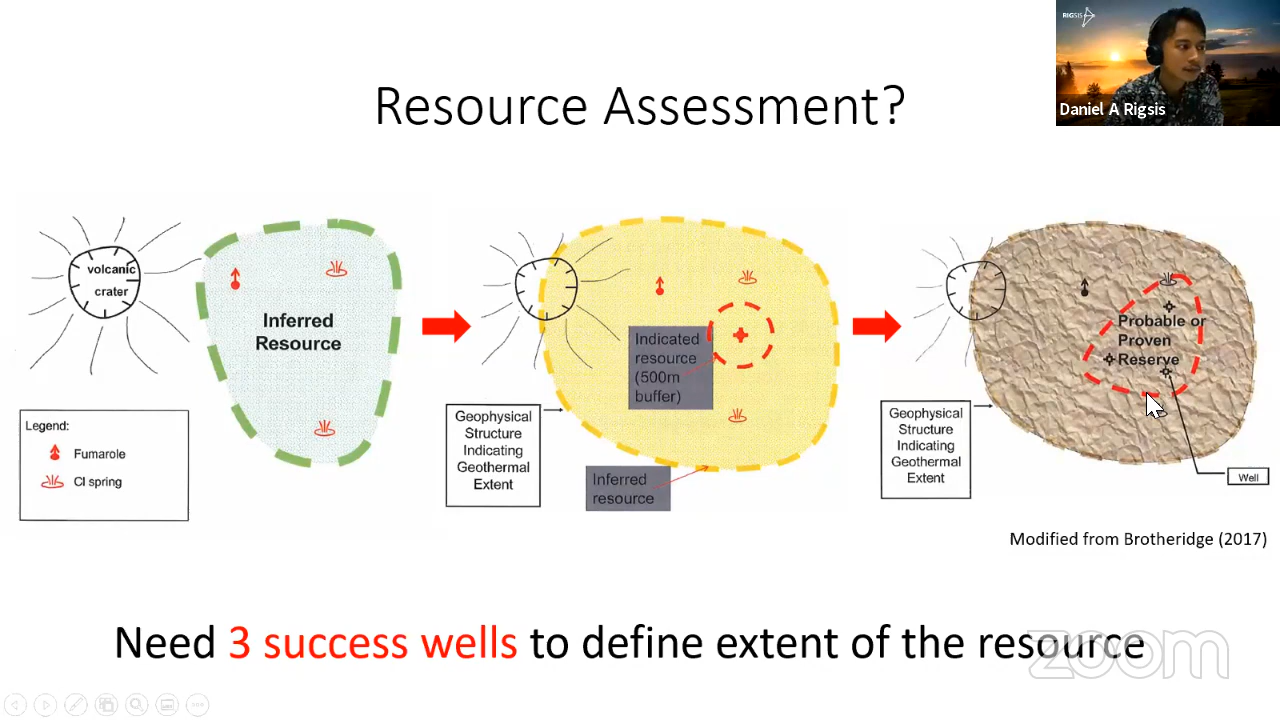 RIGSIS
Daniel A Rigsis
Resource Assessment?
volcanic
crater
Inferred
Resource
Legend:
Fumarole
Cl spring
Indicated
resource
(500m
buffer)
Geophysical
Structure
Indicating
Geothermal
Extent
Inferred
resource
Probable or
Proven
Reserve
Geophysical
Structure
Indicating
Geothermal
Extent
Well
Modified from Brotheridge (2017)
Need 3 success wells to define extent of the resource
zoom